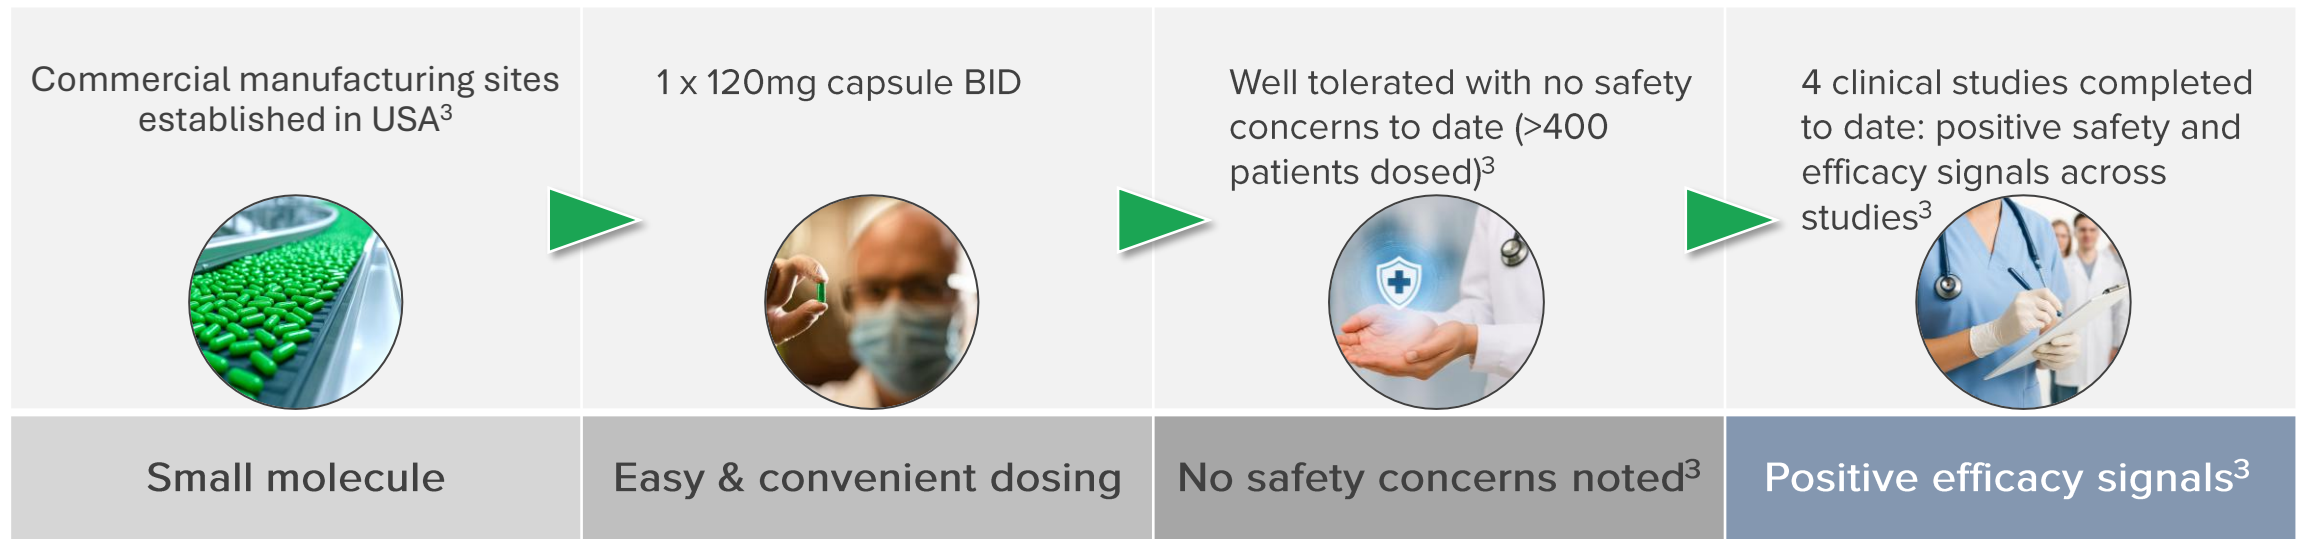 Commercial manufacturing sites
established in USA³
1 x 120mg capsule BID
Well tolerated with no safety
concerns to date (>400
patients dosed)³
4 clinical studies completed
to date: positive safety and
efficacy signals across
studies³
Small molecule
Easy & convenient dosing
No safety concerns noted³
Positive efficacy signals³